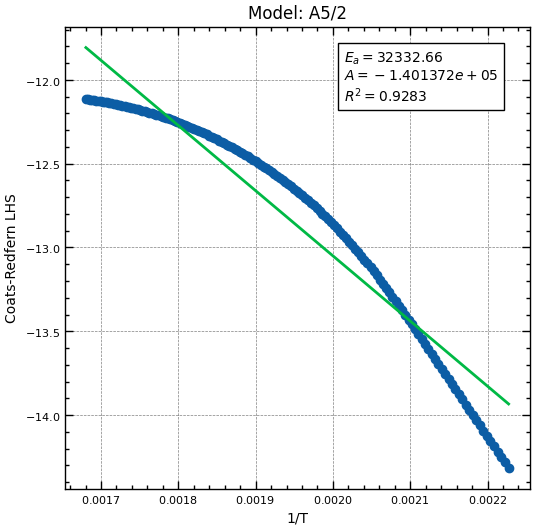 Model: A5/2
E_a = 32332.66
A = −1.401372e + 05
R² = 0.9283
Coats-Redfern LHS
−12.0
−12.5
−13.0
−13.5
−14.0
0.0017 0.0018 0.0019 0.0020 0.0021 0.0022
1/T